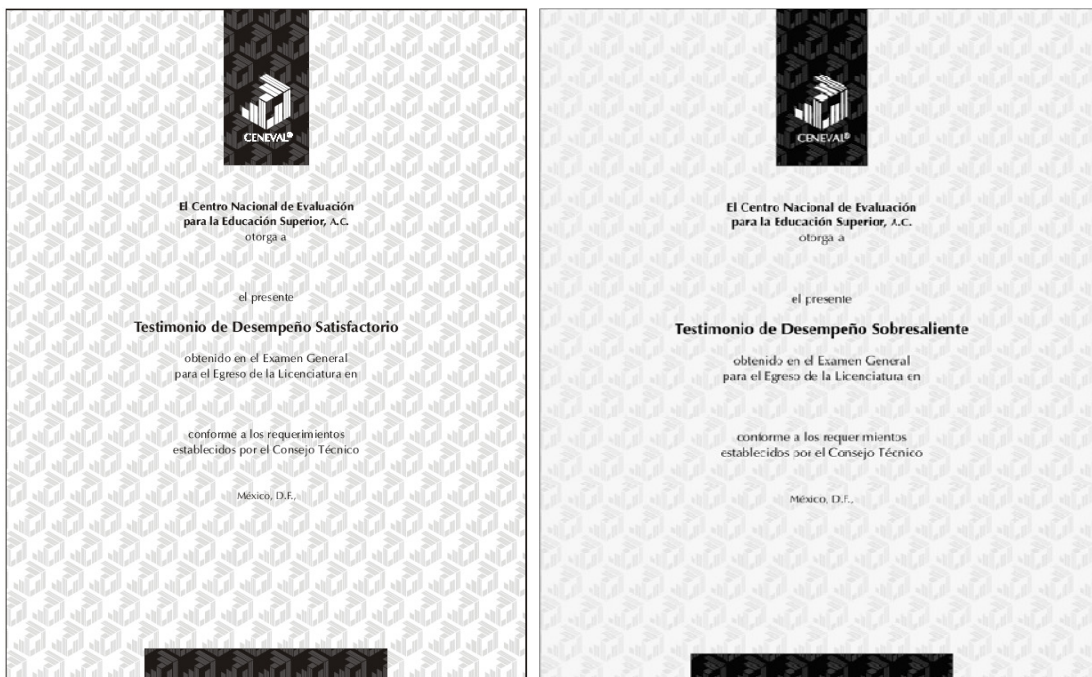 CENEVAL®
El Centro Nacional de Evaluación
para la Educación Superior, A.C.
otorga a
el presente
Testimonio de Desempeño Satisfactorio
obtenido en el Examen General
para el Egreso de la Licenciatura en
conforme a los requerimientos
establecidos por el Consejo Técnico
México, D.F.,
CENEVAL®
El Centro Nacional de Evaluación
para la Educación Superior, A.C.
otorga a
el presente
Testimonio de Desempeño Sobresaliente
obtenido en el Examen General
para el Egreso de la Licenciatura en
conforme a los requerimientos
establecidos por el Consejo Técnico
México, D.F.,